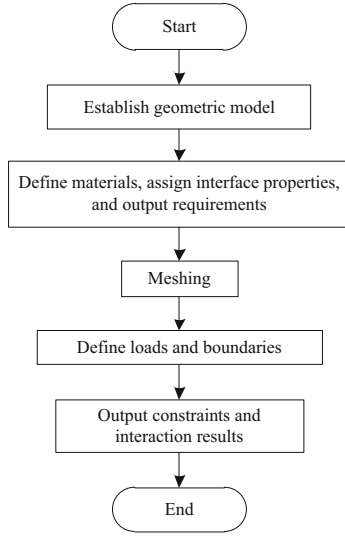 Start
Establish geometric model
Define materials, assign interface properties,
and output requirements
Meshing
Define loads and boundaries
Output constraints and
interaction results
End